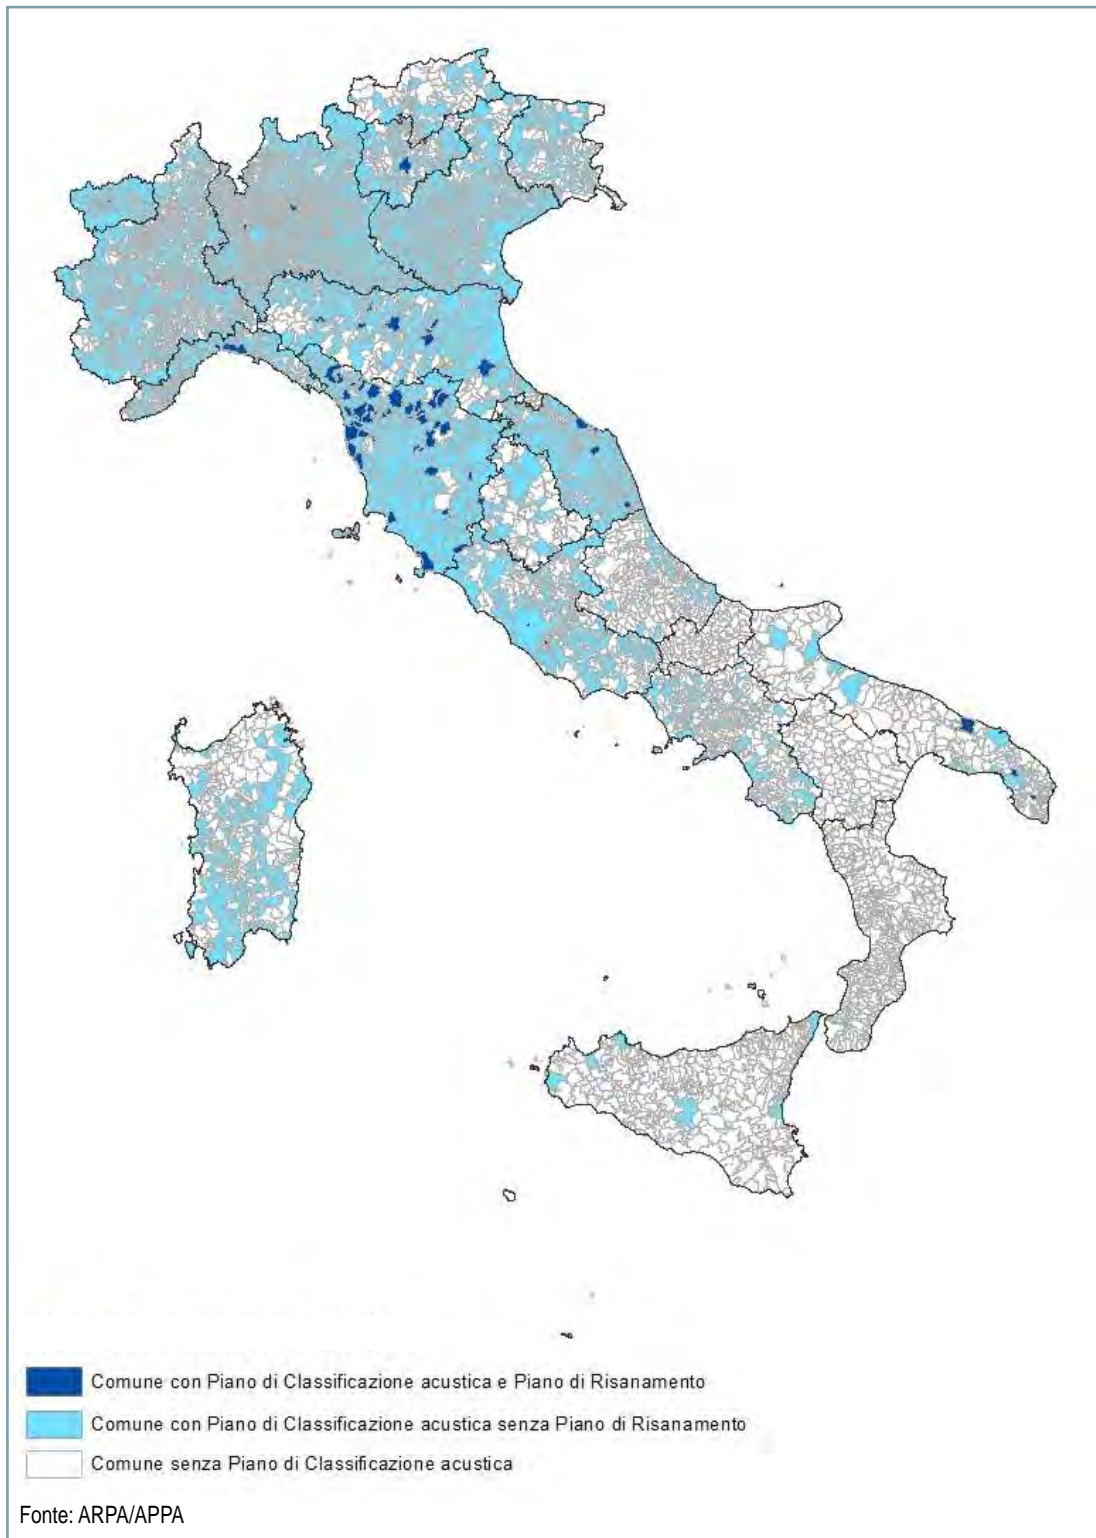 Comune con Piano di Classificazione acustica e Piano di Risanamento
Comune con Piano di Classificazione acustica senza Piano di Risanamento
Comune senza Piano di Classificazione acustica
Fonte: ARPA/APPA